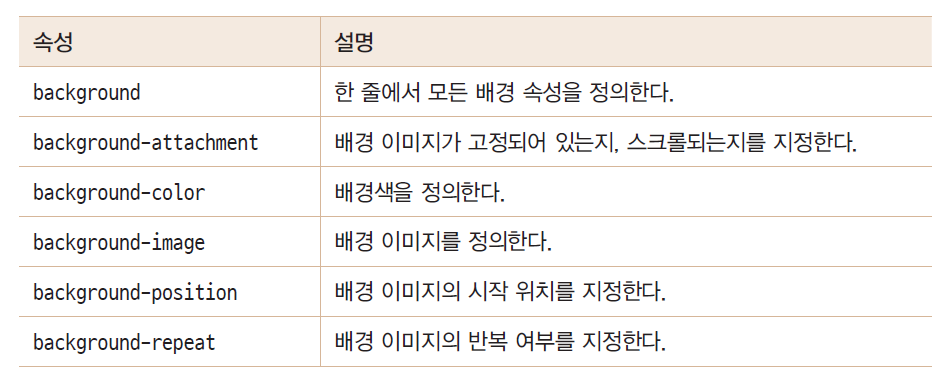 속성 설명
background 한 줄에서 모든 배경 속성을 정의한다.
background-attachment 배경 이미지가 고정되어 있는지, 스크롤되는지를 지정한다.
background-color 배경색을 정의한다.
background-image 배경 이미지를 정의한다.
background-position 배경 이미지의 시작 위치를 지정한다.
background-repeat 배경 이미지의 반복 여부를 지정한다.